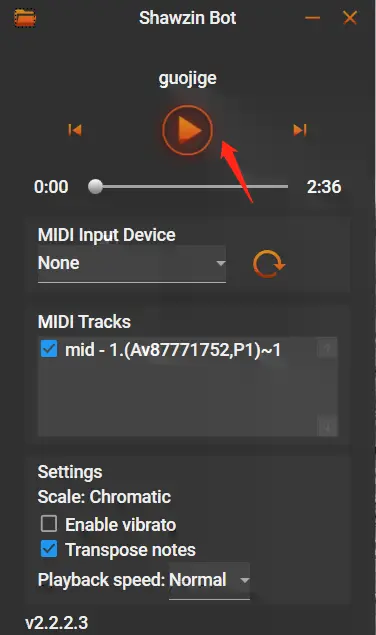 Shawzin Bot
guojige
0:00 2:36
MIDI Input Device
None
MIDI Tracks
mid - 1.(Av87771752,P1)~1
Settings
Scale: Chromatic
Enable vibrato
Transpose notes
Playback speed: Normal
v2.2.2.3